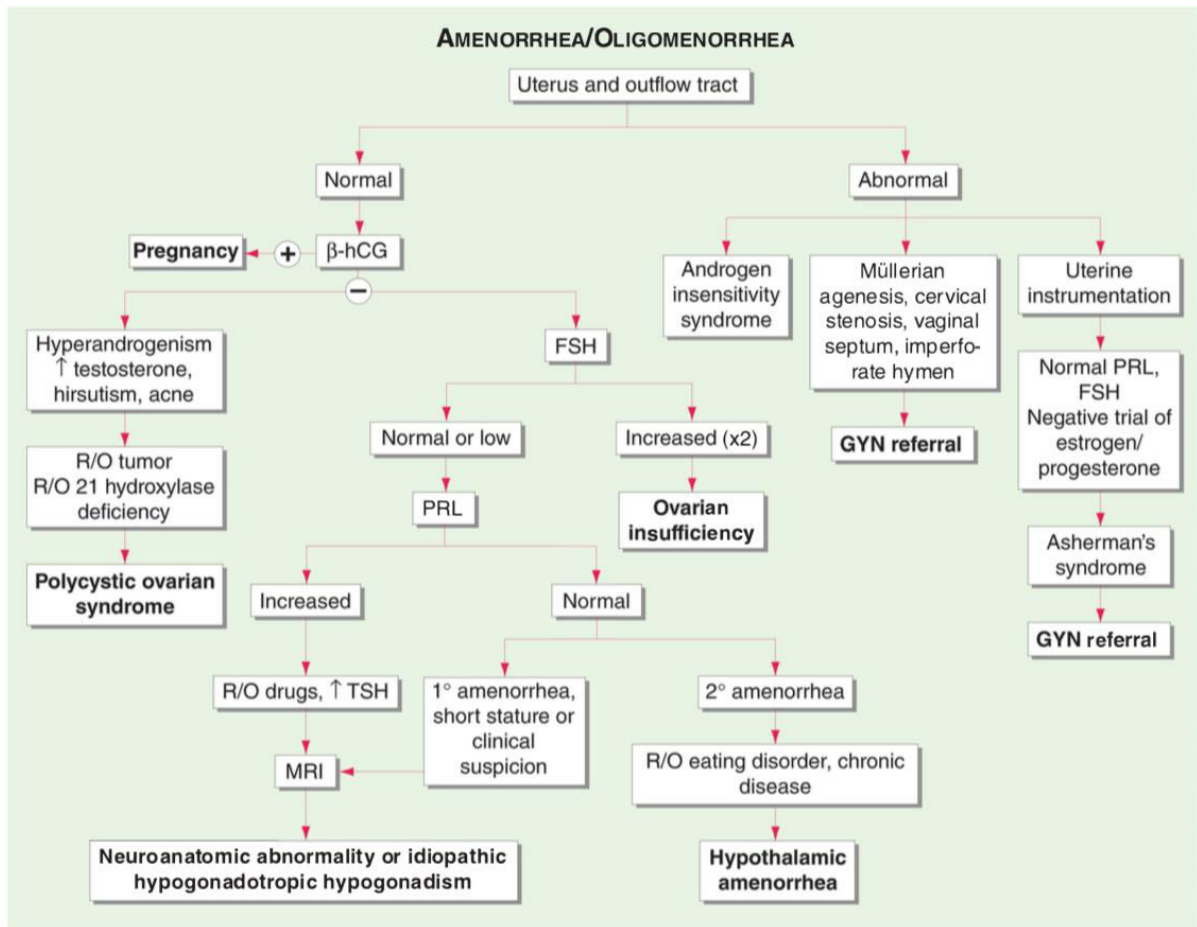 AMENORRHEA/OLIGOMENORRHEA
Uterus and outflow tract
Normal
Abnormal
Pregnancy
+
β-hCG
−
Androgen
insensitivity
syndrome
Müllerian
agenesis, cervical
stenosis, vaginal
septum, imperfo-
rate hymen
Uterine
instrumentation
Hyperandrogenism
↑ testosterone,
hirsutism, acne
FSH
Normal PRL,
FSH
Negative trial of
estrogen/
progesterone
Normal or low
Increased (x2)
GYN referral
R/O tumor
R/O 21 hydroxylase
deficiency
PRL
Ovarian
insufficiency
Asherman's
syndrome
Polycystic ovarian
syndrome
Increased
Normal
GYN referral
R/O drugs, ↑ TSH
1° amenorrhea,
short stature or
clinical
suspicion
2° amenorrhea
MRI
R/O eating disorder, chronic
disease
Neuroanatomic abnormality or idiopathic
hypogonadotropic hypogonadism
Hypothalamic
amenorrhea